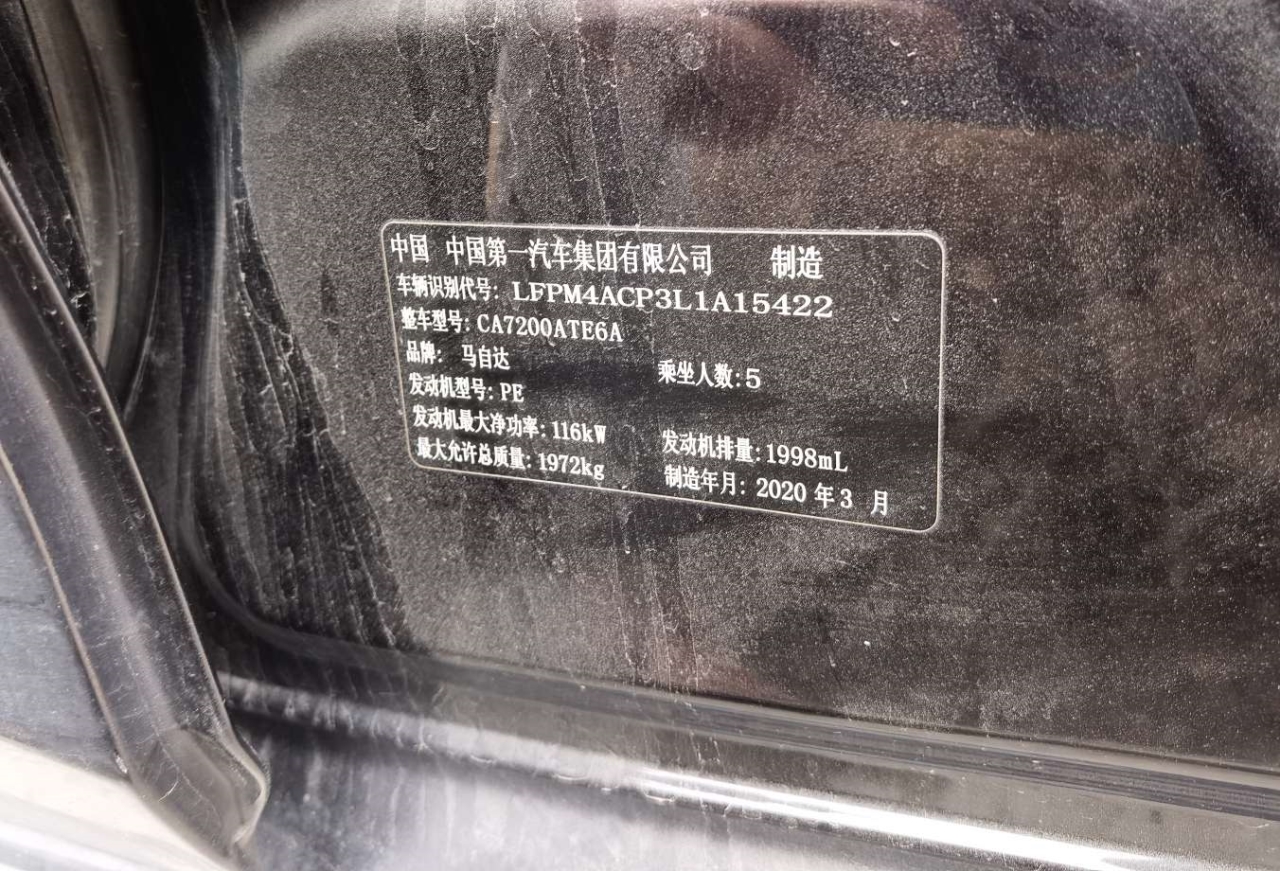 中国 中国第一汽车集团有限公司 制造
车辆识别代号: LFPM4ACP3L1A15422
整车型号: CA7200ATE6A
品牌: 马自达 乘坐人数: 5
发动机型号: PE
发动机最大净功率: 116kW 发动机排量: 1998mL
最大允许总质量: 1972kg 制造年月: 2020 年 3 月